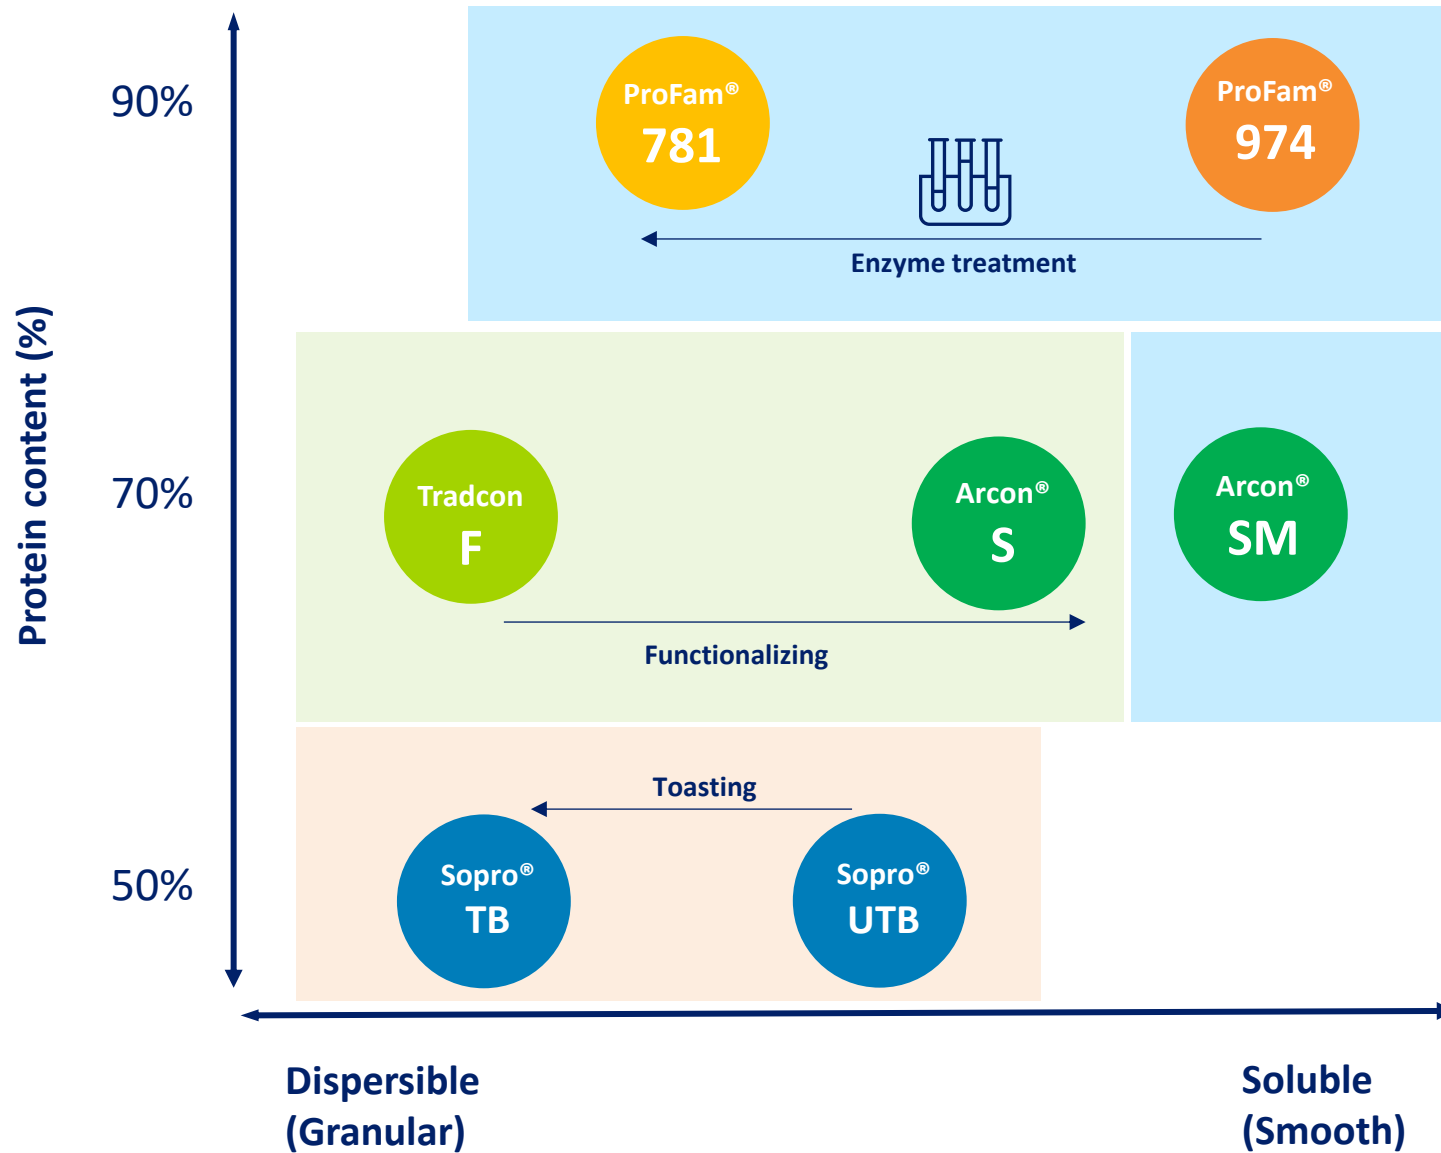 Protein content (%)
90%
ProFam®
781
ProFam®
974
Enzyme treatment
70%
Tradcon
F
Arcon®
S
Arcon®
SM
Functionalizing
Toasting
50%
Sopro®
TB
Sopro®
UTB
Dispersible
(Granular)
Soluble
(Smooth)